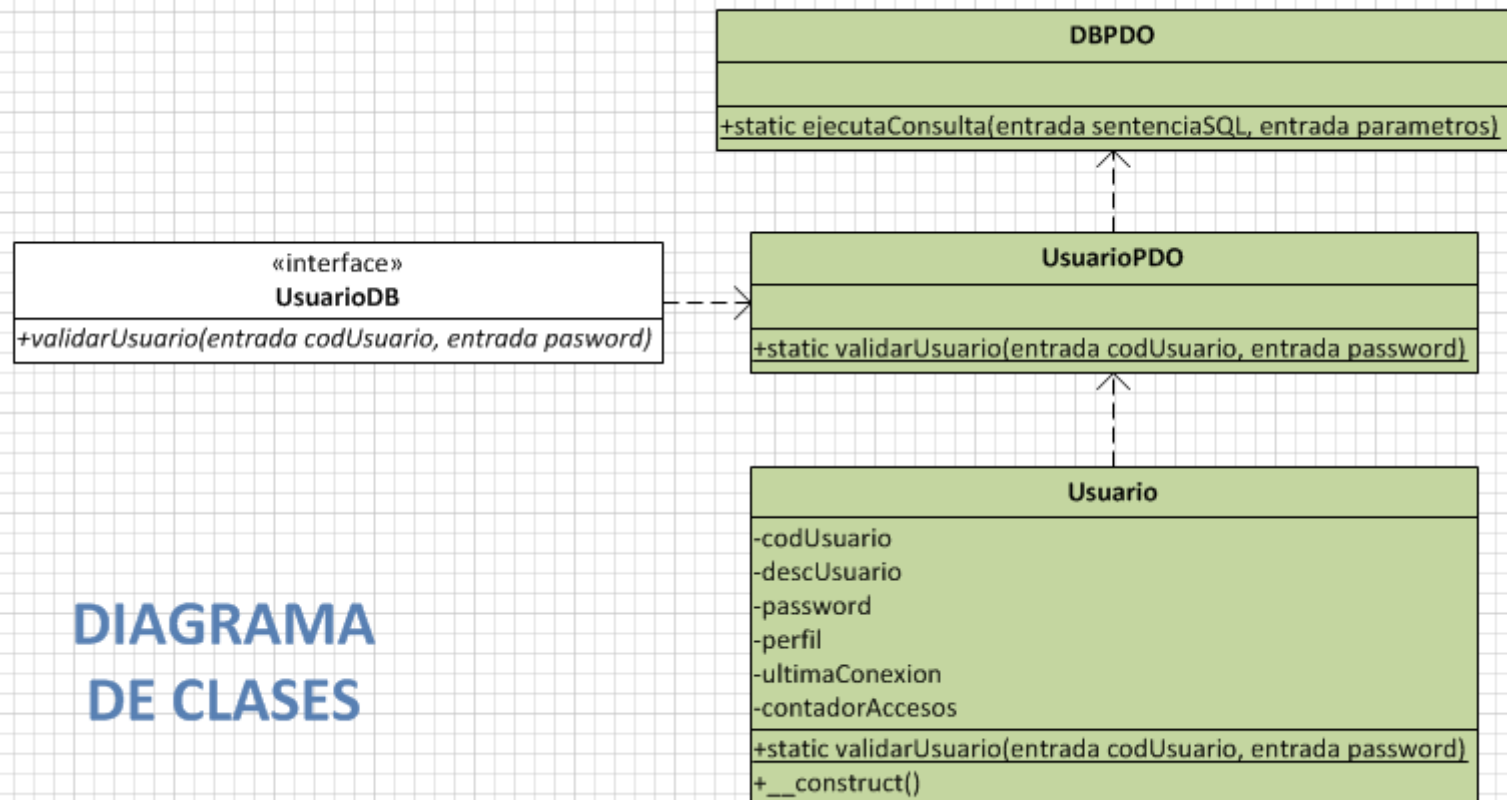 DBPDO
+static ejecutaConsulta(entrada sentenciaSQL, entrada parametros)
«interface»
UsuarioDB
+validarUsuario(entrada codUsuario, entrada pasword)
UsuarioPDO
+static validarUsuario(entrada codUsuario, entrada password)
Usuario
-codUsuario
-descUsuario
-password
-perfil
-ultimaConexion
-contadorAccesos
+static validarUsuario(entrada codUsuario, entrada password)
+__construct()
DIAGRAMA
DE CLASES